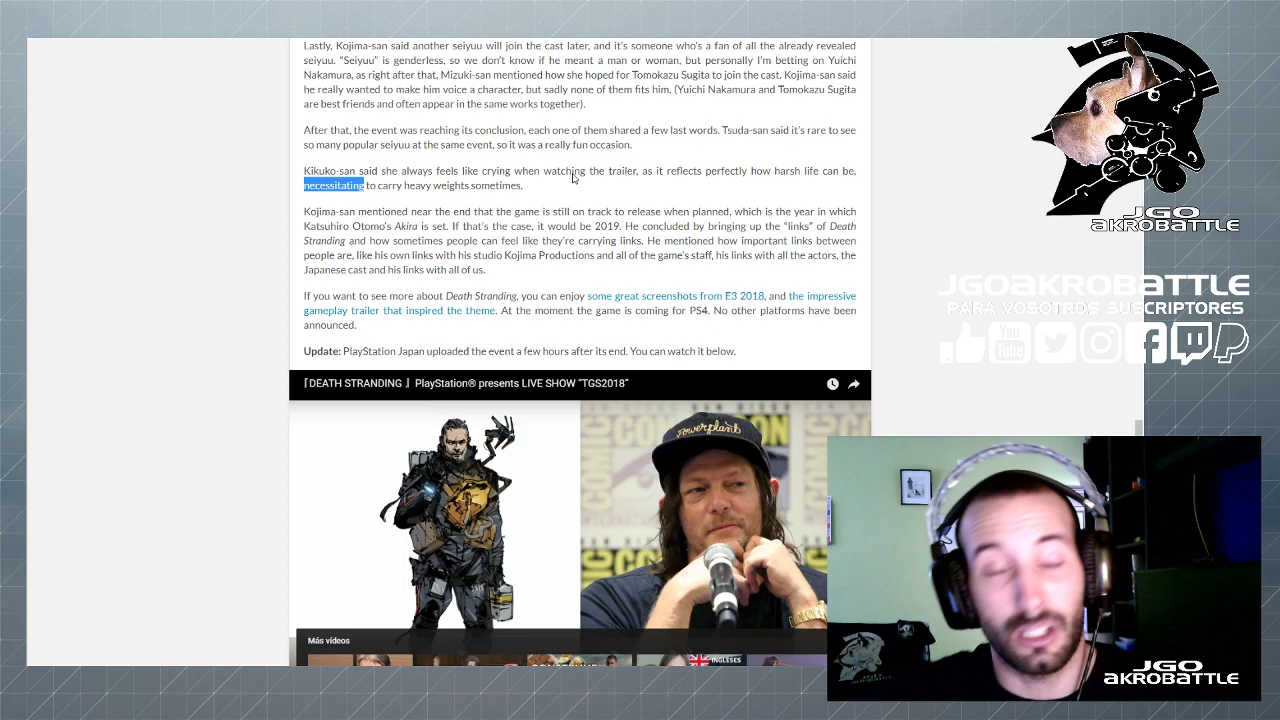 Lastly, Kojima-san said another seiyuu will join the cast later, and it's someone who's a fan of all the already revealed
seiyuu. “Seiyuu” is genderless, so we don't know if he meant a man or woman, but personally I'm betting on Yuichi
Nakamura, as right after that, Mizuki-san mentioned how she hoped for Tomokazu Sugita to join the cast. Kojima-san said
he really wanted to make him voice a character, but sadly none of them fits him. (Yuichi Nakamura and Tomokazu Sugita
are best friends and often appear in the same works together).
After that, the event was reaching its conclusion, each one of them shared a few last words. Tsuda-san said it's rare to see
so many popular seiyuu at the same event, so it was a really fun occasion.
Kikuko-san said she always feels like crying when watching the trailer, as it reflects perfectly how harsh life can be,
necessitating to carry heavy weights sometimes.
Kojima-san mentioned near the end that the game is still on track to release when planned, which is the year in which
Katsuhiro Otomo's Akira is set. If that's the case, it would be 2019. He concluded by bringing up the “links” of Death
Stranding and how sometimes people can feel like they're carrying links. He mentioned how important links between
people are, like his own links with his studio Kojima Productions and all of the game's staff, his links with all the actors, the
Japanese cast and his links with all of us.
If you want to see more about Death Stranding, you can enjoy some great screenshots from E3 2018, and the impressive
gameplay trailer that inspired the theme. At the moment the game is coming for PS4. No other platforms have been
announced.
Update: PlayStation Japan uploaded the event a few hours after its end. You can watch it below.
『DEATH STRANDING 』PlayStation® presents LIVE SHOW “TGS2018”
Powerplant
COMIC CON
Más vídeos
INGLESES
JGO
AKROBATTLE
JGOAKROBATTLE
PARA VOSOTROS SUSCRIPTORES
You
Tube
JGO
AKROBATTLE